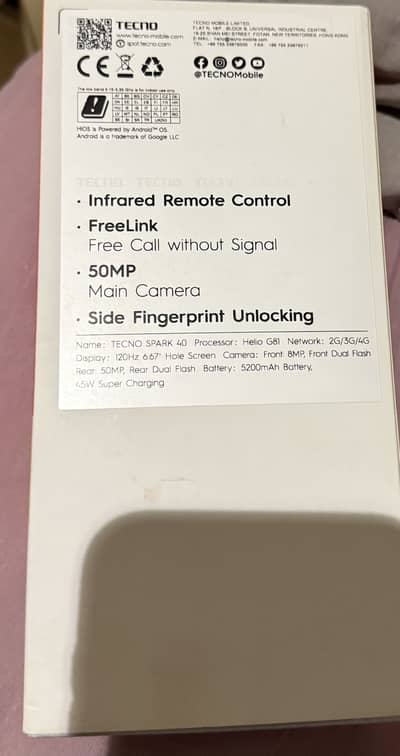 TECNO
www.tecno-mobile.com
spot.tecno.com
TECNO MOBILE LIMITED
CE
@TECNOMobile
HiOS is Powered by Android™ OS.
Android is a trademark of Google LLC
· Infrared Remote Control
· FreeLink
Free Call without Signal
· 50MP
Main Camera
· Side Fingerprint Unlocking
Name: TECNO SPARK 40 Processor: Helio G81 Network: 2G/3G/4G
Display: 120Hz 6.67" Hole Screen Camera: Front 8MP, Front Dual Flash
Rear: 50MP, Rear Dual Flash Battery: 5200mAh Battery,
45W Super Charging